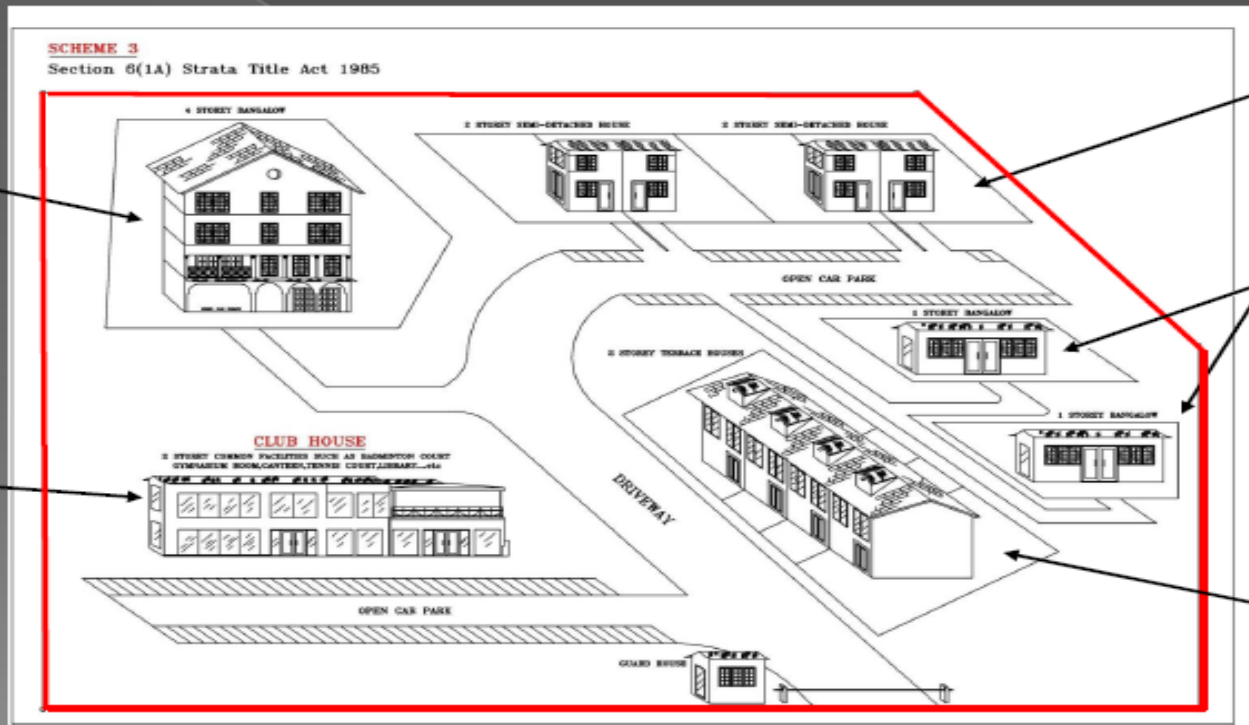 SCHEME 3
Section 6(1A) Strata Title Act 1985
4 STOREY BANGALOW
2 STOREY SEMI-DETACHED HOUSE
2 STOREY SEMI-DETACHED HOUSE
OPEN CAR PARK
1 STOREY BANGALOW
2 STOREY TERRACE HOUSES
1 STOREY BANGALOW
CLUB HOUSE
2 STOREY COMMON FACILITIES SUCH AS BADMINTON COURT
GYMNASIUM ROOM,CANTEEN,TENNIS COURT,LIBRARY...etc
DRIVEWAY
OPEN CAR PARK
GUARD HOUSE